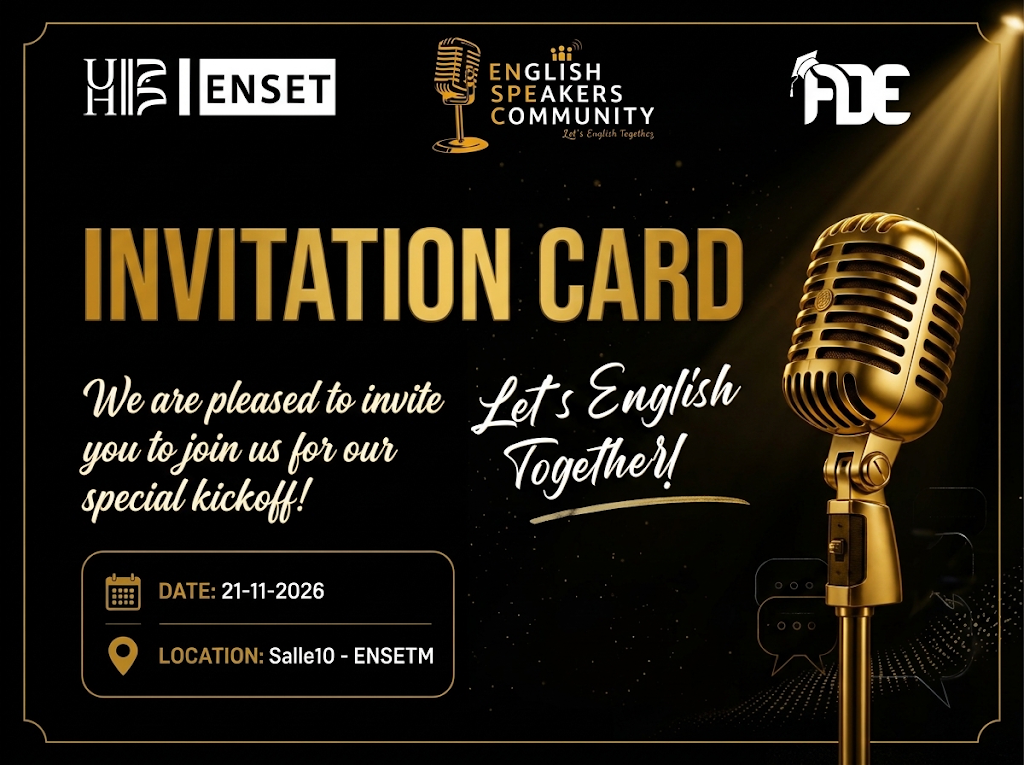 UH2 | ENSET
ENGLISH
SPEAKERS
COMMUNITY
Let's English Together
ADE
INVITATION CARD
We are pleased to invite
you to join us for our
special kickoff!
Let's English
Together!
DATE: 21-11-2026
LOCATION: Salle10 - ENSETM